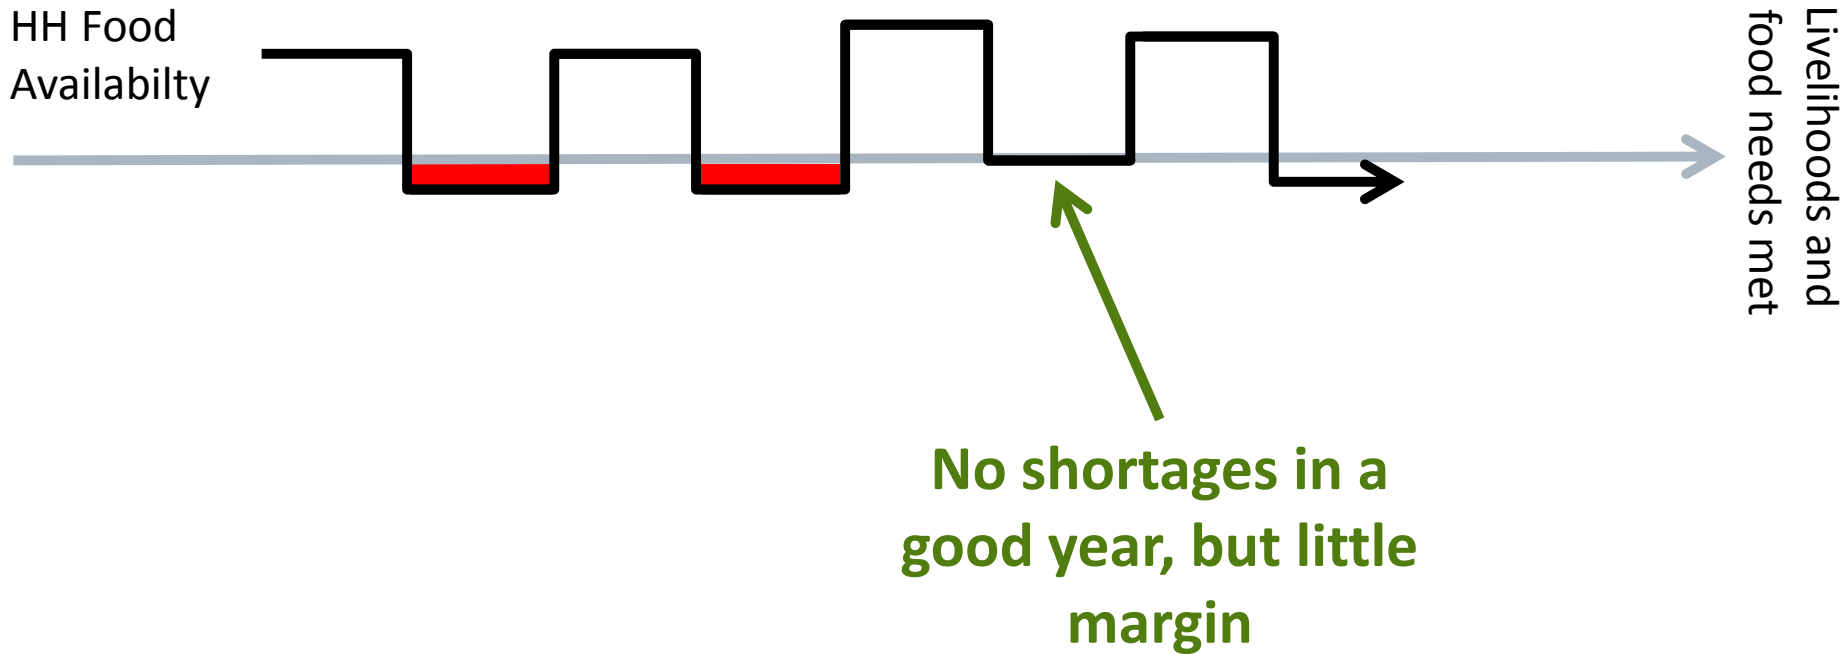 HH Food
Availabilty
Livelihoods and
food needs met
No shortages in a
good year, but little
margin